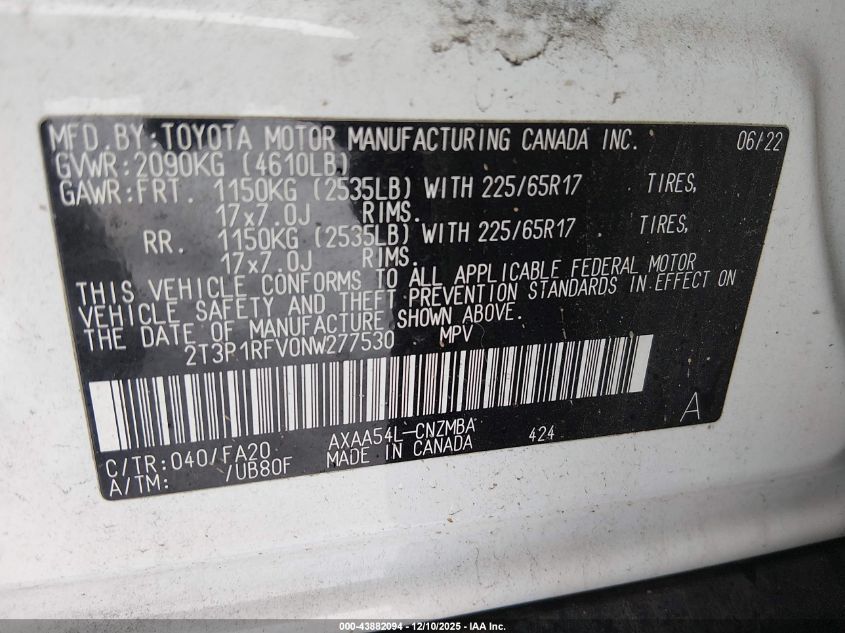 MFD.BY:TOYOTA MOTOR MANUFACTURING CANADA INC. 06/22
GVWR:2090KG (4610LB)
GAWR:FRT. 1150KG (2535LB) WITH 225/65R17 TIRES,
17x7.0J RIMS.
RR. 1150KG (2535LB) WITH 225/65R17 TIRES,
17x7.0J RIMS.
THIS VEHICLE CONFORMS TO ALL APPLICABLE FEDERAL MOTOR
VEHICLE SAFETY AND THEFT PREVENTION STANDARDS IN EFFECT ON
THE DATE OF MANUFACTURE SHOWN ABOVE.
2T3P1RFV0NW277530 MPV
A
C/TR:040/FA20 AXAA54L-CNZMBA 424
A/TM: /UB80F MADE IN CANADA
000-43882094 - 12/10/2025 - IAA Inc.